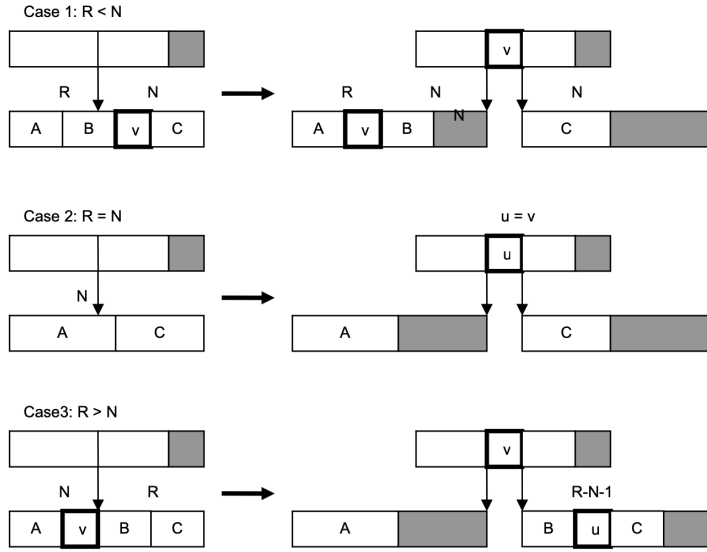 Case 1: R < N
v
R N R N N
N
A B v C A v B C
Case 2: R = N u = v
u
N
A C A C
Case3: R > N
v
N R R-N-1
A v B C A B u C